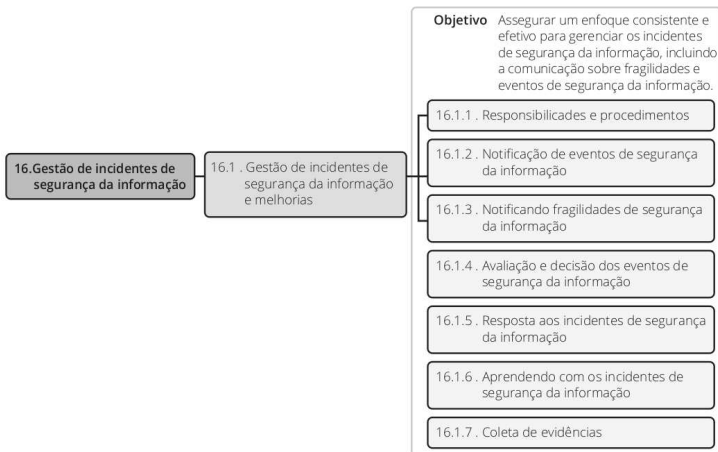 Objetivo Assegurar um enfoque consistente e
efetivo para gerenciar os incidentes
de segurança da informação, incluindo
a comunicação sobre fragilidades e
eventos de segurança da informação.
16.1.1 . Responsibilicades e procedimentos
16.1.2 . Notificação de eventos de segurança
da informação
16.Gestão de incidentes de
segurança da informação
16.1 . Gestão de incidentes de
segurança da informação
e melhorias
16.1.3 . Notificando fragilidades de segurança
da informação
16.1.4 . Avaliação e decisão dos eventos de
segurança da informação
16.1.5 . Resposta aos incidentes de segurança
da informação
16.1.6 . Aprendendo com os incidentes de
segurança da informação
16.1.7 . Coleta de evidências